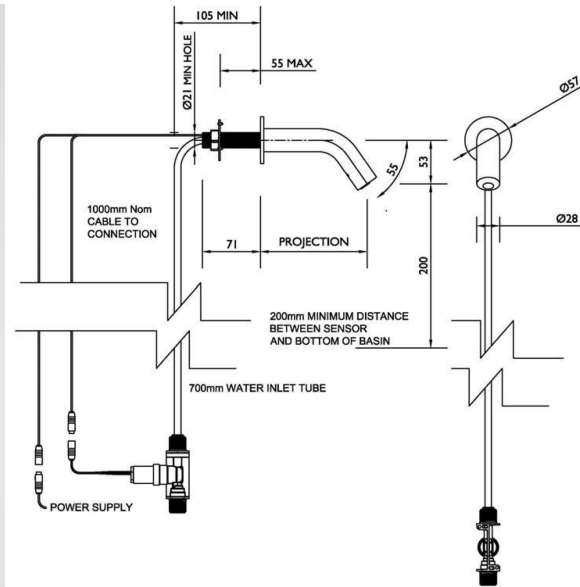 105 MIN
55 MAX
Ø21 MIN HOLE
Ø57
53
55
1000mm Nom
CABLE TO
CONNECTION
71
PROJECTION
Ø28
200
200mm MINIMUM DISTANCE
BETWEEN SENSOR
AND BOTTOM OF BASIN
700mm WATER INLET TUBE
POWER SUPPLY